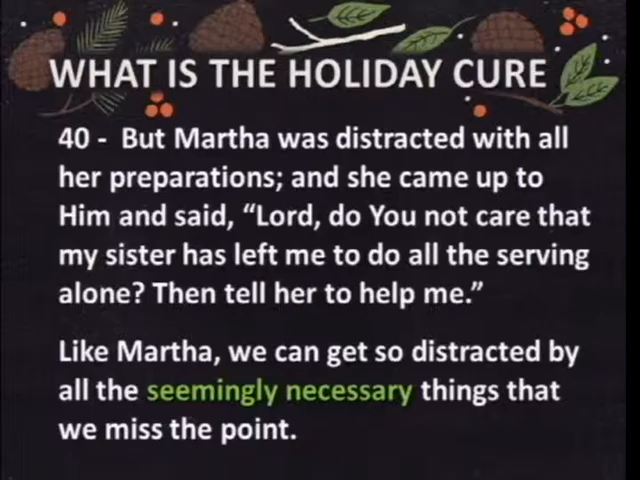 WHAT IS THE HOLIDAY CURE
40 - But Martha was distracted with all
her preparations; and she came up to
Him and said, “Lord, do You not care that
my sister has left me to do all the serving
alone? Then tell her to help me.”
Like Martha, we can get so distracted by
all the seemingly necessary things that
we miss the point.